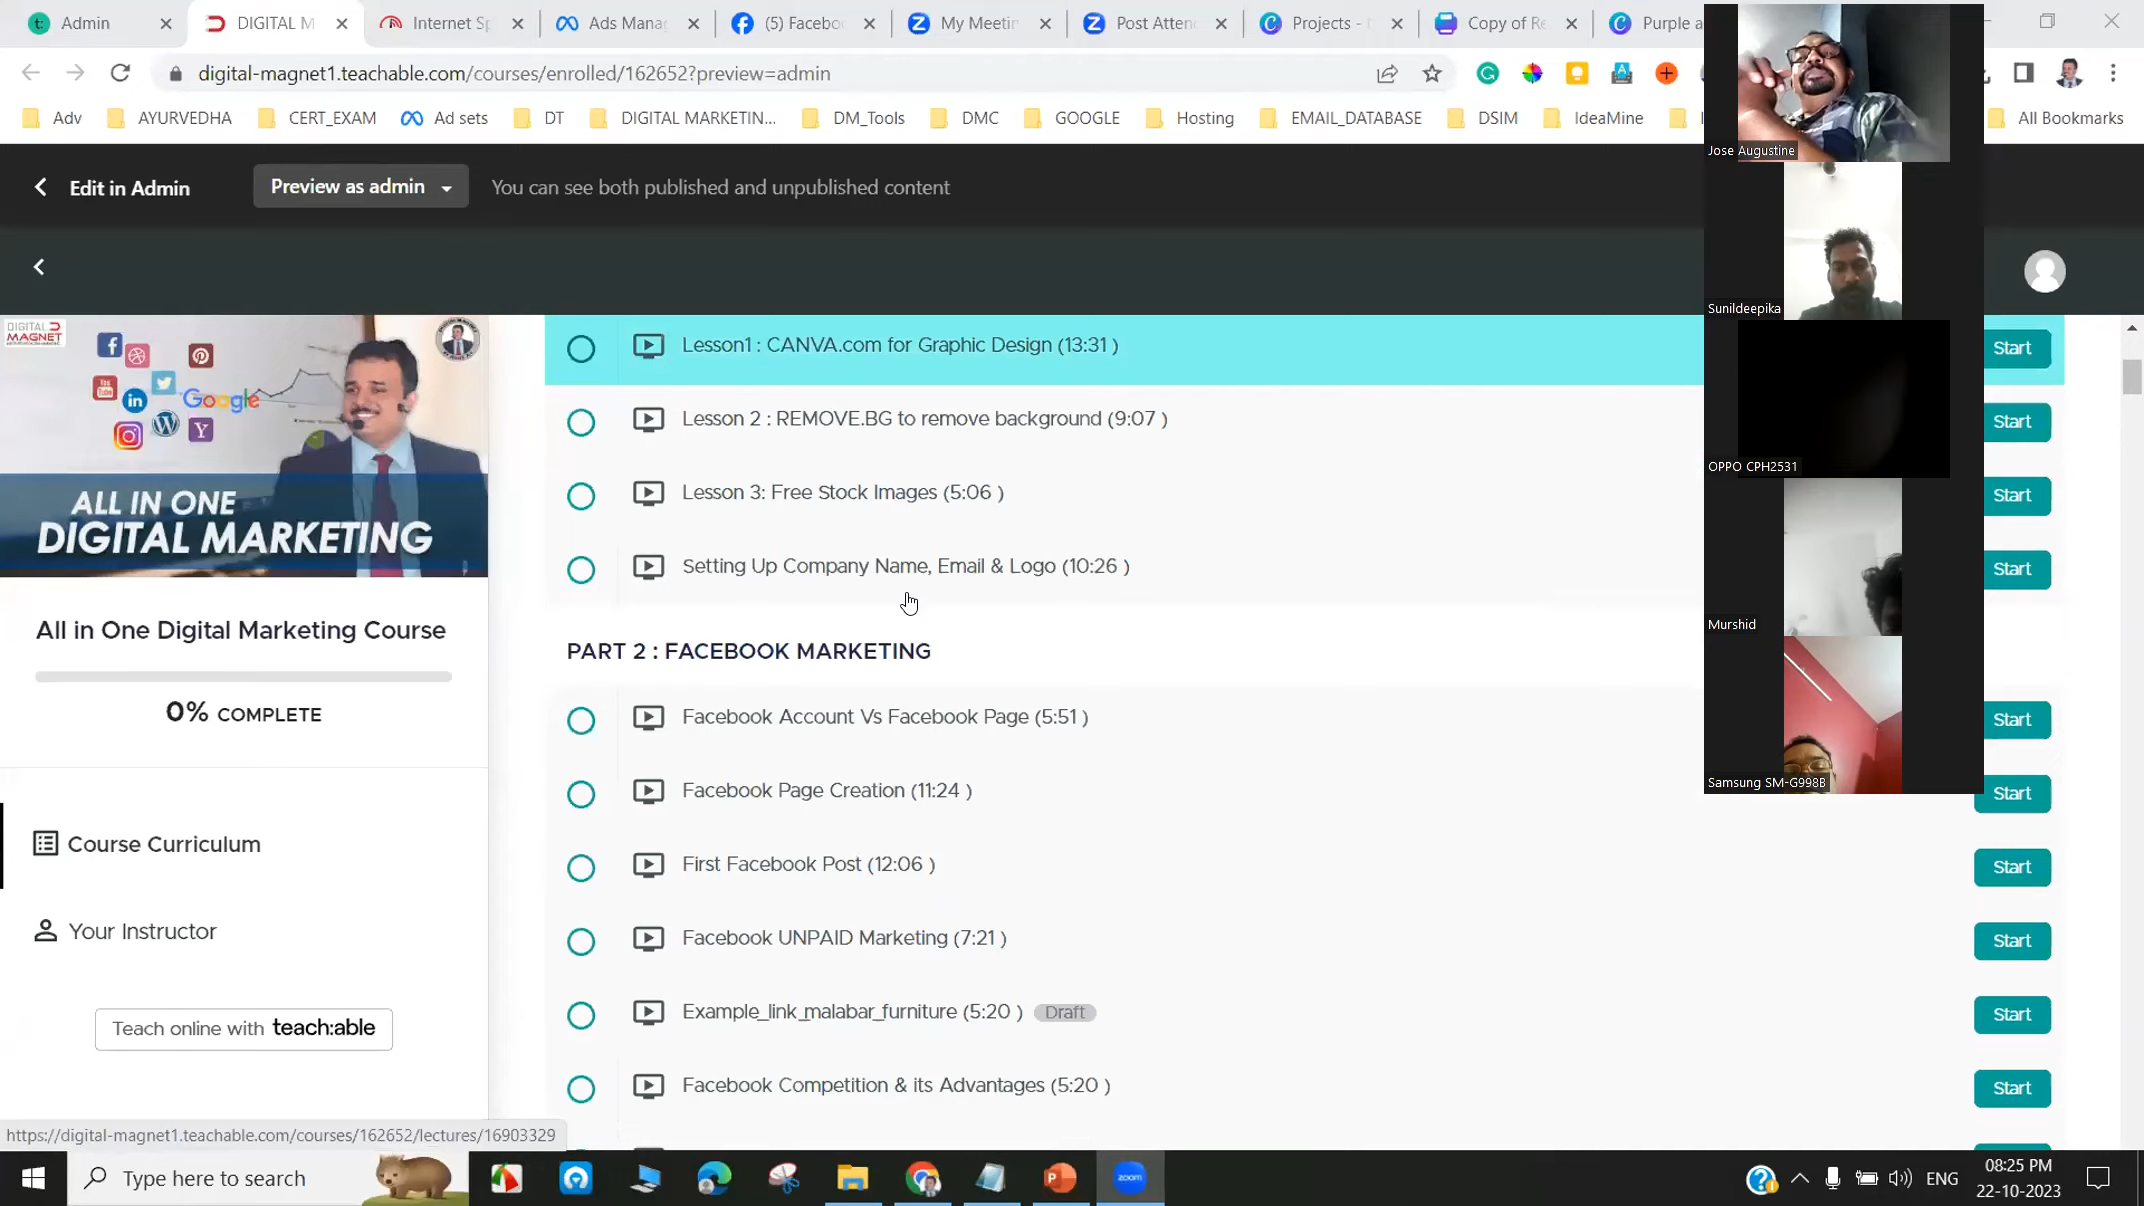 Admin
DIGITAL M
Internet Sp
Ads Mana
(5) Facebo
My Meetin
Post Atten
Projects -
Copy of Re
Purple a
digital-magnet1.teachable.com/courses/enrolled/162652?preview=admin
Adv
AYURVEDHA
CERT_EXAM
Ad sets
DT
DIGITAL MARKETIN...
DM_Tools
DMC
GOOGLE
Hosting
EMAIL_DATABASE
DSIM
IdeaMine
All Bookmarks
Edit in Admin
Preview as admin
You can see both published and unpublished content
Jose Augustine
Sunildeepika
OPPO CPH2531
Murshid
Samsung SM-G998B
DIGITAL
MAGNET
Google
ALL IN ONE
DIGITAL MARKETING
All in One Digital Marketing Course
0% COMPLETE
Course Curriculum
Your Instructor
Teach online with teach:able
Lesson1 : CANVA.com for Graphic Design (13:31 )
Start
Lesson 2 : REMOVE.BG to remove background (9:07 )
Start
Lesson 3: Free Stock Images (5:06 )
Start
Setting Up Company Name, Email & Logo (10:26 )
Start
PART 2 : FACEBOOK MARKETING
Facebook Account Vs Facebook Page (5:51 )
Start
Facebook Page Creation (11:24 )
Start
First Facebook Post (12:06 )
Start
Facebook UNPAID Marketing (7:21 )
Start
Example_link_malabar_furniture (5:20 ) Draft
Start
Facebook Competition & its Advantages (5:20 )
Start
https://digital-magnet1.teachable.com/courses/162652/lectures/16903329
Type here to search
zoom
ENG
08:25 PM
22-10-2023